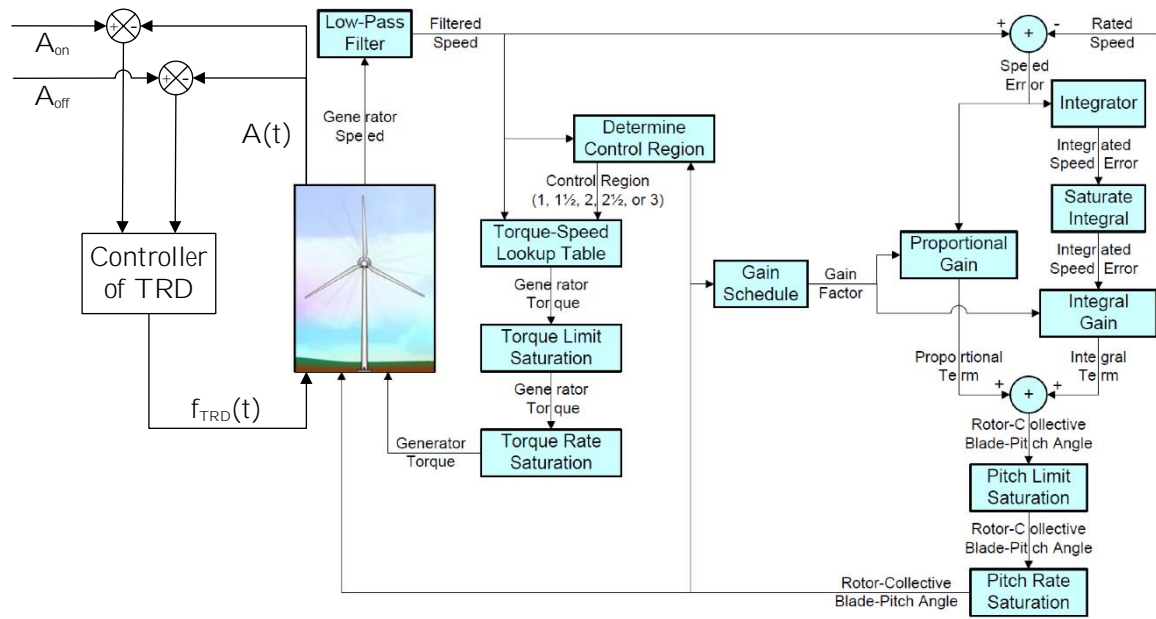 A_on
A_off
A(t)
Controller
of TRD
f_TRD(t)
Low-Pass
Filter
Filtered
Speed
Generator
Speed
+
-
+
-
+
-
+
Rated
Speed
Speed
Error
Integrator
Integrated
Speed Error
Saturate
Integral
Integrated
Speed Error
Integral
Gain
Integral
Term
Determine
Control Region
Control Region
(1, 1½, 2, 2½, or 3)
Torque-Speed
Lookup Table
Generator
Torque
Torque Limit
Saturation
Generator
Torque
Torque Rate
Saturation
Generator
Torque
Gain
Schedule
Gain
Factor
Proportional
Gain
Proportional
Term
+
+
+
Rotor-Collective
Blade-Pitch Angle
Pitch Limit
Saturation
Rotor-Collective
Blade-Pitch Angle
Pitch Rate
Saturation
Rotor-Collective
Blade-Pitch Angle